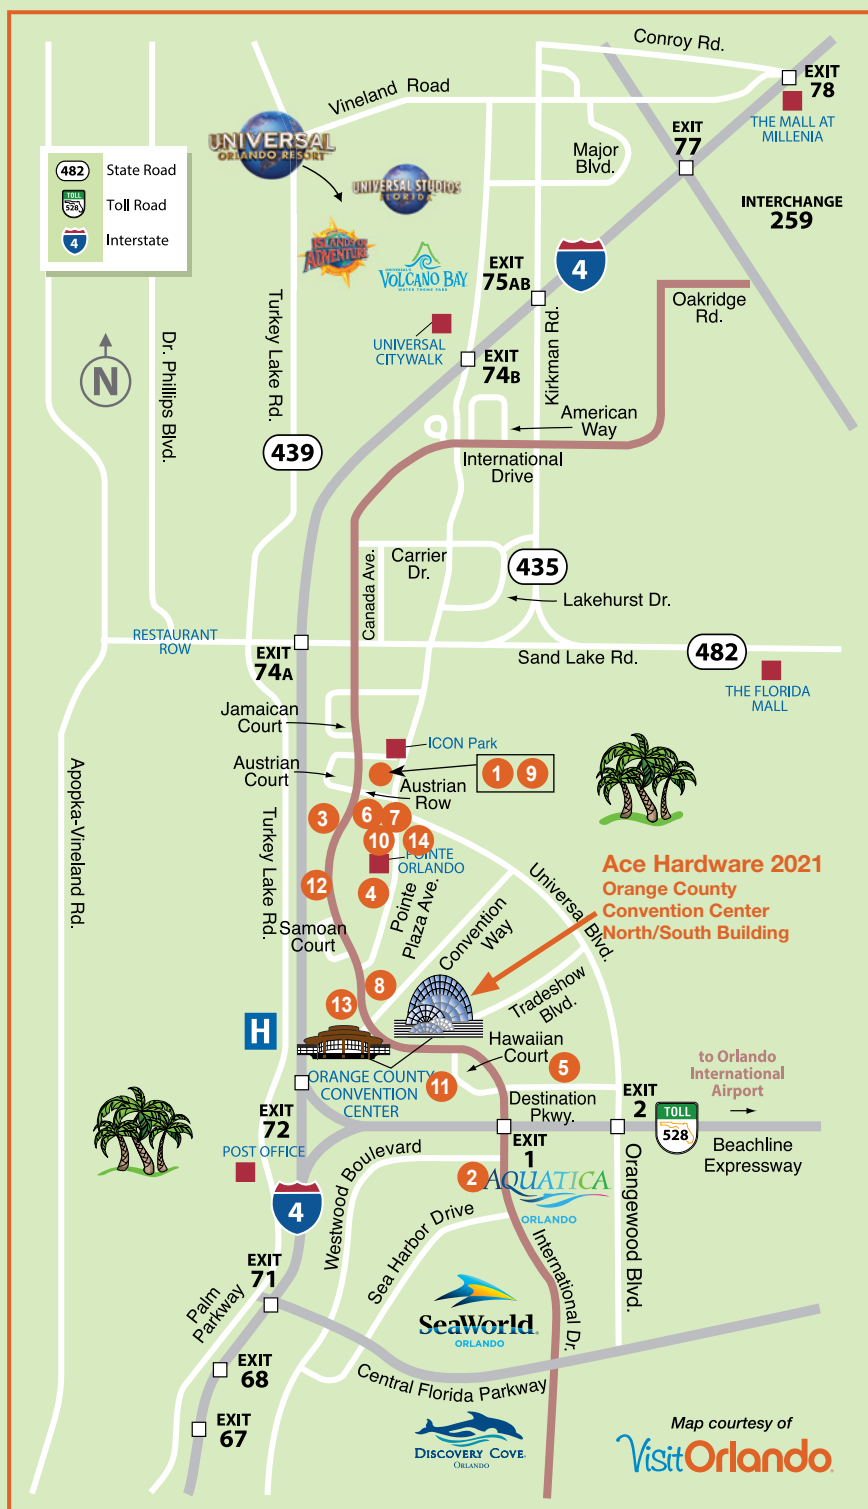 Conroy Rd.
EXIT
78
Vineland Road
THE MALL AT
MILLENIA
UNIVERSAL
ORLANDO RESORT
EXIT
77
Major
Blvd.
482 State Road
TOLL
528 Toll Road
4 Interstate
UNIVERSAL STUDIOS
FLORIDA
INTERCHANGE
259
ISLANDS OF
ADVENTURE
UNIVERSAL'S
VOLCANO BAY
WATER THEME PARK
EXIT
75AB
4
Oakridge
Rd.
Turkey Lake Rd.
Dr. Phillips Blvd.
N
UNIVERSAL
CITYWALK
EXIT
74B
Kirkman Rd.
American
Way
439
International
Drive
Canada Ave.
Carrier
Dr.
435
Lakehurst Dr.
RESTAURANT
ROW
EXIT
74A
Sand Lake Rd.
482
THE FLORIDA
MALL
Jamaican
Court
ICON Park
Austrian
Court
1 9
Austrian
Row
Apopka-Vineland Rd.
Turkey Lake Rd.
3
6
7
10
14
POINTE
ORLANDO
12
4
Pointe
Plaza Ave.
Universal Blvd.
Ace Hardware 2021
Orange County
Convention Center
North/South Building
Samoan
Court
Convention
Way
8
13
Tradeshow
Blvd.
H
Hawaiian
Court
5
ORANGE COUNTY
CONVENTION
CENTER
11
Destination
Pkwy.
EXIT
2
to Orlando
International
Airport
TOLL
528
Beachline
Expressway
EXIT
72
EXIT
1
POST OFFICE
Westwood Boulevard
2
AQUATICA
ORLANDO
4
Sea Harbor Drive
Orangewood Blvd.
International Dr.
EXIT
71
Palm
Parkway
SeaWorld
ORLANDO
EXIT
68
Central Florida Parkway
EXIT
67
DISCOVERY COVE
ORLANDO
Map courtesy of
VisitOrlando